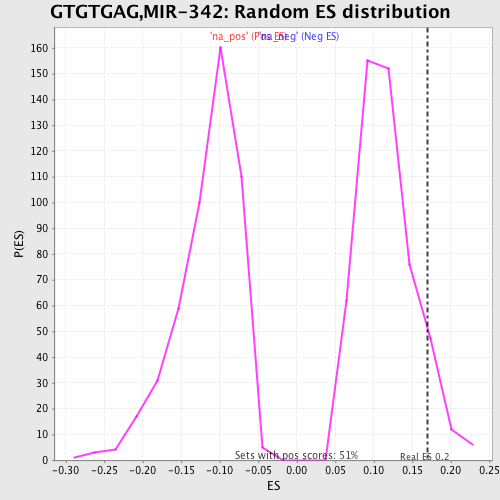 GTGTGAG,MIR-342: Random ES distribution
'na_pos' (Pos ES) 'na_neg' (Neg ES)
160
150
140
130
120
110
100
90
80
70
60
50
40
30
20
10
0
P(ES)
Sets with pos scores: 51%
Real ES 0.2
-0.30 -0.25 -0.20 -0.15 -0.10 -0.05 0.00 0.05 0.10 0.15 0.20 0.25
ES